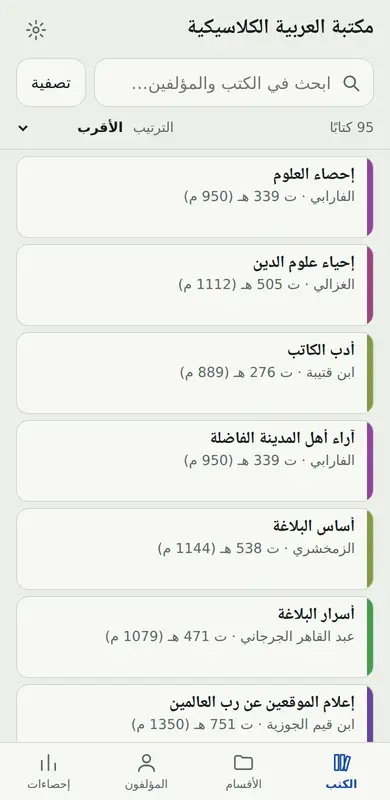 مكتبة العربية الكلاسيكية
ابحث في الكتب والمؤلفين...
تصفية
95 كتابًا
الترتيب الأقرب
إحصاء العلوم
الفارابي · ت 339 هـ (950 م)
إحياء علوم الدين
الغزالي · ت 505 هـ (1112 م)
أدب الكاتب
ابن قتيبة · ت 276 هـ (889 م)
آراء أهل المدينة الفاضلة
الفارابي · ت 339 هـ (950 م)
أساس البلاغة
الزمخشري · ت 538 هـ (1144 م)
أسرار البلاغة
عبد القاهر الجرجاني · ت 471 هـ (1079 م)
إعلام الموقعين عن رب العالمين
ابن قيم الجوزية · ت 751 هـ (1350 م)
الكتب
الأقسام
المؤلفون
إحصاءات